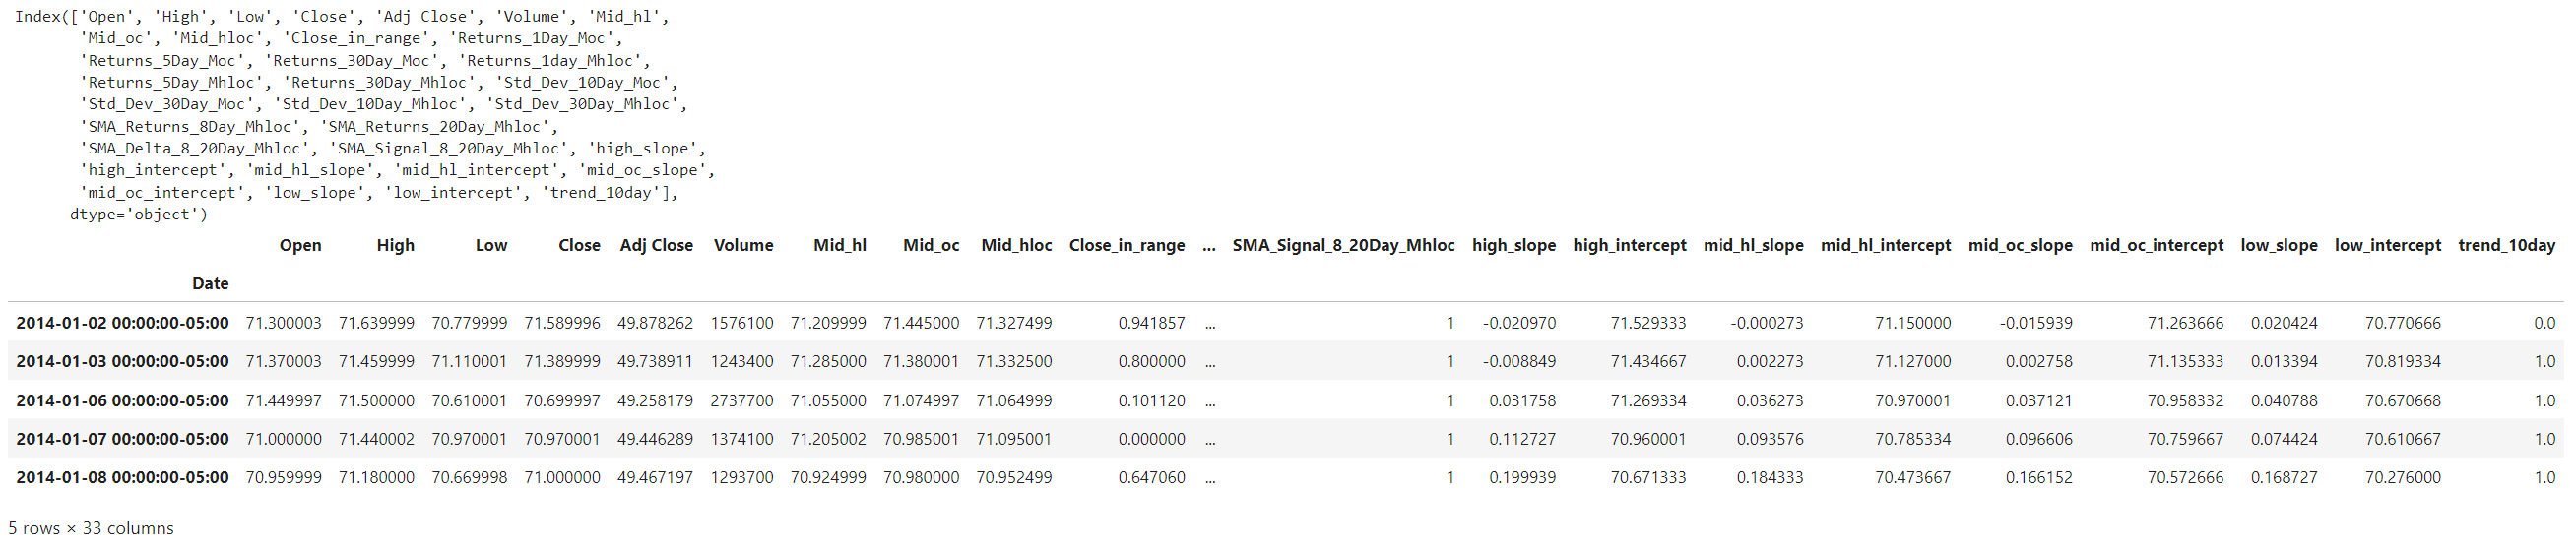 Index(['Open', 'High', 'Low', 'Close', 'Adj Close', 'Volume', 'Mid_hl',
'Mid_oc', 'Mid_hloc', 'Close_in_range', 'Returns_1Day_Moc',
'Returns_5Day_Moc', 'Returns_30Day_Moc', 'Returns_1day_Mhloc',
'Returns_5Day_Mhloc', 'Returns_30Day_Mhloc', 'Std_Dev_10Day_Moc',
'Std_Dev_30Day_Moc', 'Std_Dev_10Day_Mhloc', 'Std_Dev_30Day_Mhloc',
'SMA_Returns_8Day_Mhloc', 'SMA_Returns_20Day_Mhloc',
'SMA_Delta_8_20Day_Mhloc', 'SMA_Signal_8_20Day_Mhloc', 'high_slope',
'high_intercept', 'mid_hl_slope', 'mid_hl_intercept', 'mid_oc_slope',
'mid_oc_intercept', 'low_slope', 'low_intercept', 'trend_10day'],
dtype='object')
Open High Low Close Adj Close Volume Mid_hl Mid_oc Mid_hloc Close_in_range ... SMA_Signal_8_20Day_Mhloc high_slope high_intercept mid_hl_slope mid_hl_intercept mid_oc_slope mid_oc_intercept low_slope low_intercept trend_10day
Date
2014-01-02 00:00:00-05:00 71.300003 71.639999 70.779999 71.589996 49.878262 1576100 71.209999 71.445000 71.327499 0.941857 ... 1 -0.020970 71.529333 -0.000273 71.150000 -0.015939 71.263666 0.020424 70.770666 0.0
2014-01-03 00:00:00-05:00 71.370003 71.459999 71.110001 71.389999 49.738911 1243400 71.285000 71.380001 71.332500 0.800000 ... 1 -0.008849 71.434667 0.002273 71.127000 0.002758 71.135333 0.013394 70.819334 1.0
2014-01-06 00:00:00-05:00 71.449997 71.500000 70.610001 70.699997 49.258179 2737700 71.055000 71.074997 71.064999 0.101120 ... 1 0.031758 71.269334 0.036273 70.970001 0.037121 70.958332 0.040788 70.670668 1.0
2014-01-07 00:00:00-05:00 71.000000 71.440002 70.970001 70.970001 49.446289 1374100 71.205002 70.985001 71.095001 0.000000 ... 1 0.112727 70.960001 0.093576 70.785334 0.096606 70.759667 0.074424 70.610667 1.0
2014-01-08 00:00:00-05:00 70.959999 71.180000 70.669998 71.000000 49.467197 1293700 70.924999 70.980000 70.952499 0.647060 ... 1 0.199939 70.671333 0.184333 70.473667 0.166152 70.572666 0.168727 70.276000 1.0
5 rows × 33 columns